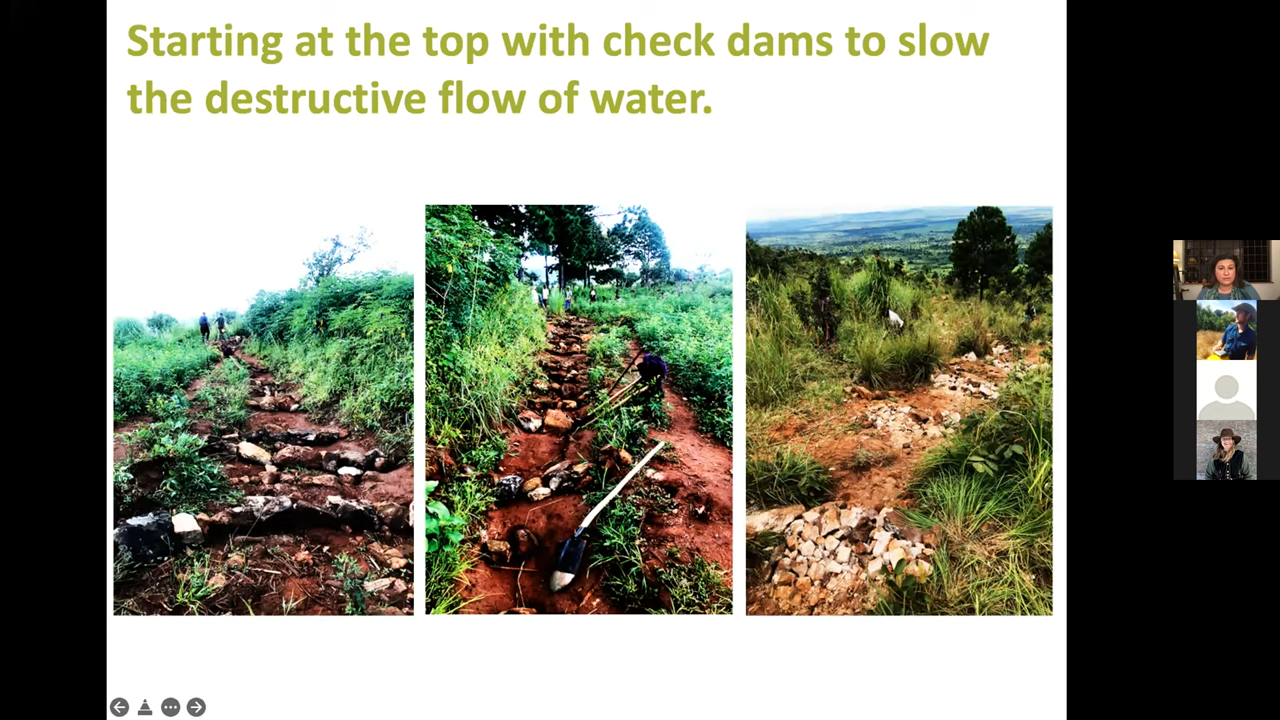 Starting at the top with check dams to slow
the destructive flow of water.